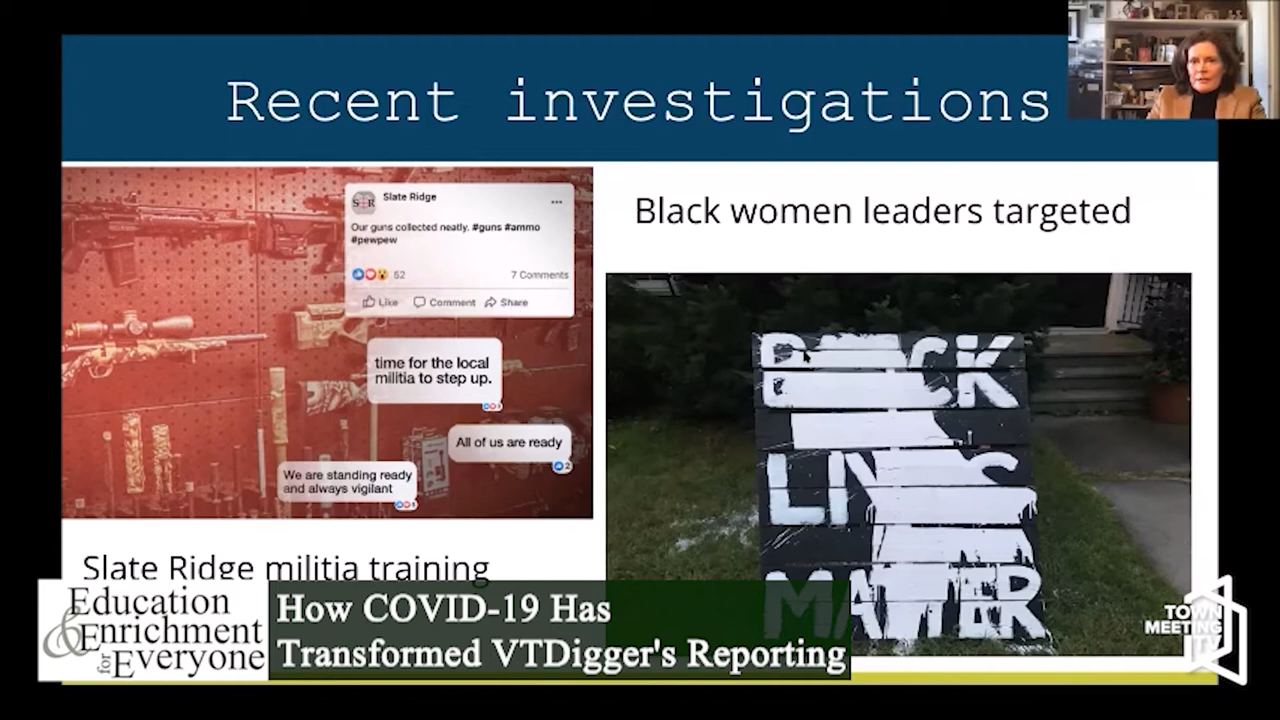 Recent investigations
S+R
Slate Ridge
...
Our guns collected neatly. #guns #ammo
#pewpew
52
7 Comments
Like Comment Share
time for the local
militia to step up.
All of us are ready
2
We are standing ready
and always vigilant
Slate Ridge militia training
Black women leaders targeted
BLACK
LIVES
MATTER
Education
& Enrichment
for Everyone
How COVID-19 Has
Transformed VTDigger's Reporting
TOWN
MEETING
TV